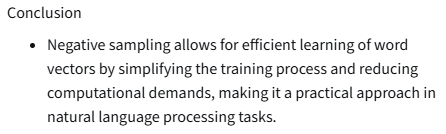 Conclusion
• Negative sampling allows for efficient learning of word
vectors by simplifying the training process and reducing
computational demands, making it a practical approach in
natural language processing tasks.